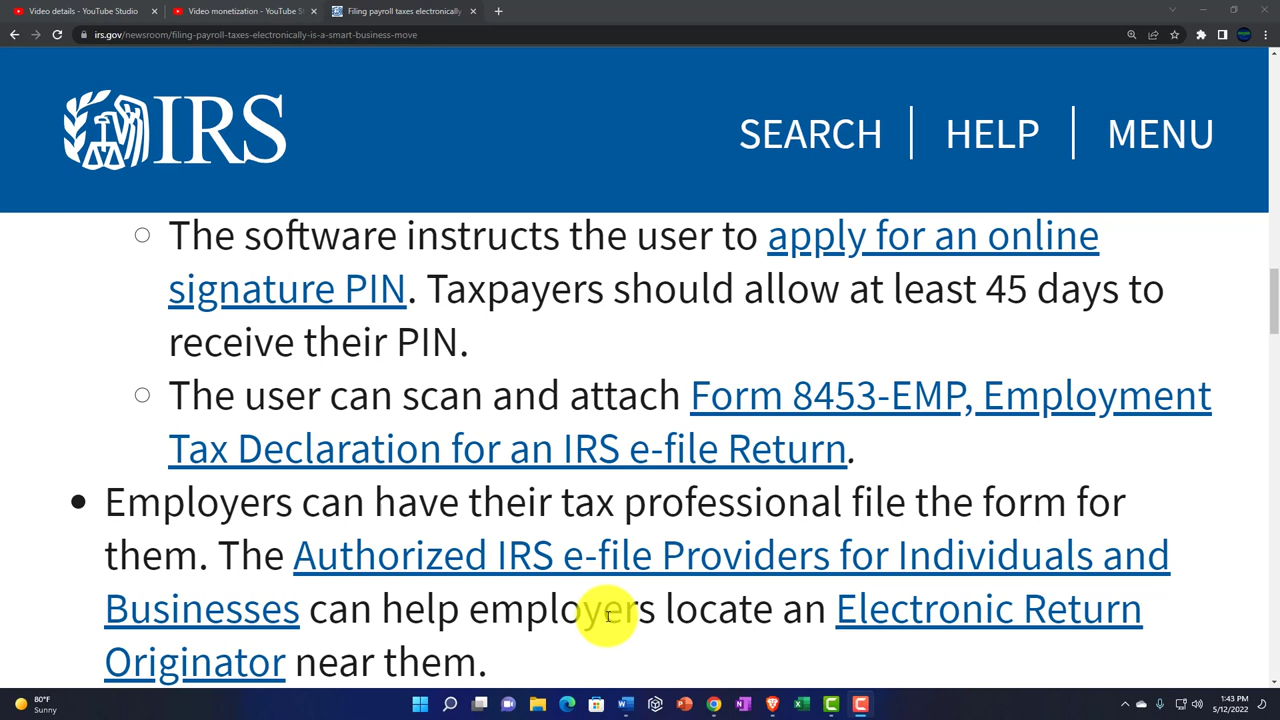 Video details - YouTube Studio
Video monetization - YouTube St
Filing payroll taxes electronically
irs.gov/newsroom/filing-payroll-taxes-electronically-is-a-smart-business-move
IRS
SEARCH
HELP
MENU
The software instructs the user to apply for an online
signature PIN. Taxpayers should allow at least 45 days to
receive their PIN.
The user can scan and attach Form 8453-EMP, Employment
Tax Declaration for an IRS e-file Return.
Employers can have their tax professional file the form for
them. The Authorized IRS e-file Providers for Individuals and
Businesses can help employers locate an Electronic Return
Originator near them.
80°F
Sunny
1:43 PM
5/12/2022